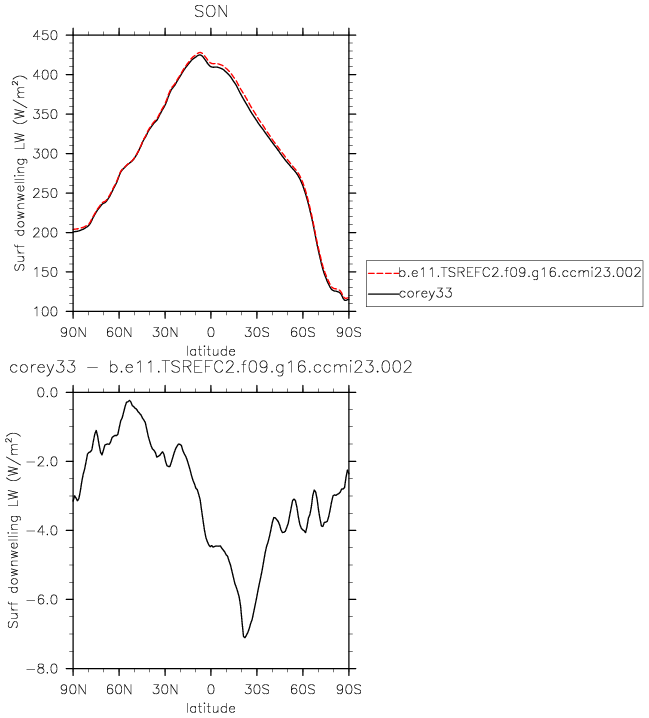 SON
Surf downwelling LW (W/m²)
450
400
350
300
250
200
150
100
90N 60N 30N 0 30S 60S 90S
latitude
b.e11.TSREFC2.f09.g16.ccmi23.002
corey33
corey33 – b.e11.TSREFC2.f09.g16.ccmi23.002
Surf downwelling LW (W/m²)
0.0
−2.0
−4.0
−6.0
−8.0
90N 60N 30N 0 30S 60S 90S
latitude